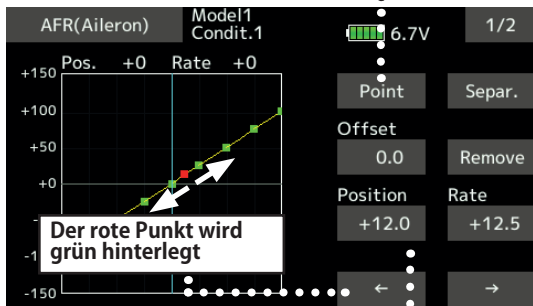 AFR(Aileron)
Model1
Condit.1
6.7V
1/2
Pos. +0 Rate +0
+150
+100
+50
+0
-150
Point
Separ.
Offset
0.0
Remove
Position
Rate
+12.0
+12.5
Der rote Punkt wird
grün hinterlegt
← →